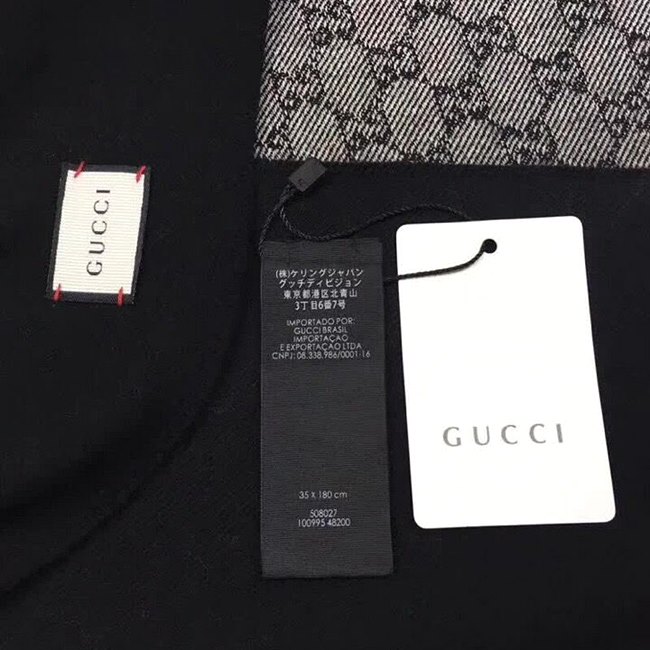 GUCCI
(株)ケリングジャパン
グッチディビジョン
東京都港区北青山
3丁目6番7号
IMPORTADO POR:
GUCCI BRASIL
IMPORTAÇAO
E EXPORTAÇAO LTDA
CNPJ: 08.338.986/0001-16
35 X 180 cm
508027
100995 48200
GUCCI